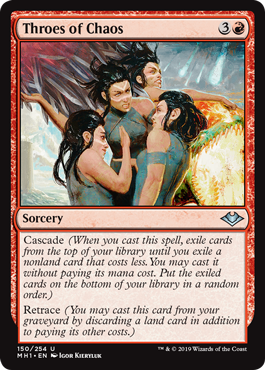 Throes of Chaos 3
Sorcery
Cascade (When you cast this spell, exile cards
from the top of your library until you exile a
nonland card that costs less.You may cast it
without paying its mana cost. Put the exiled
cards on the bottom of your library in a random
order.)
Retrace (You may cast this card from your
graveyard by discarding a land card in addition
to paying its other costs.)
150/254 U
MH1 • EN Igor Kieryluk
™ & © 2019 Wizards of the Coast